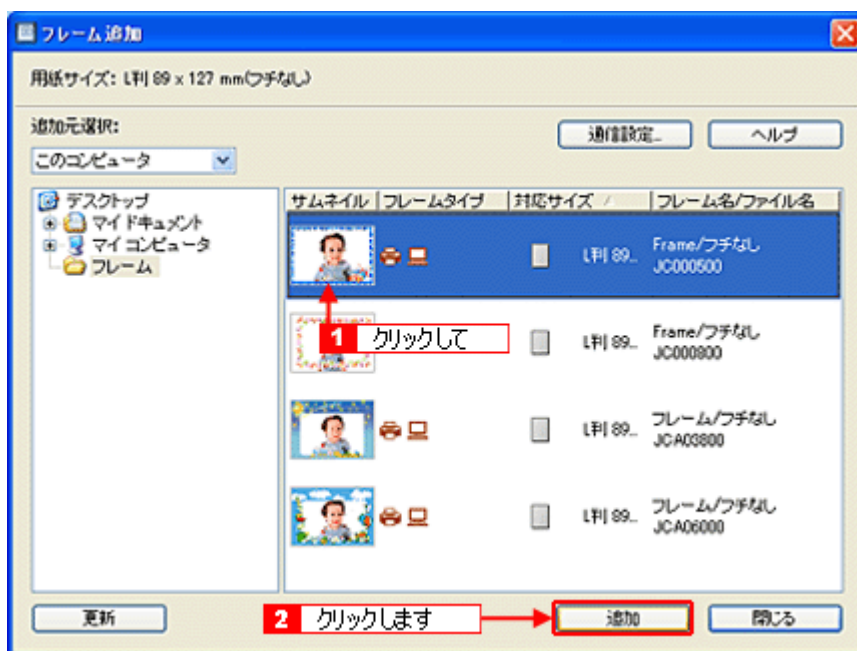 フレーム追加
用紙サイズ: L判 89 x 127 mm(フチなし)
追加元選択:
通信設定... ヘルプ
このコンピュータ
デスクトップ
マイ ドキュメント
マイ コンピュータ
フレーム
サムネイル フレームタイプ 対応サイズ フレーム名/ファイル名
L判 89... Frame/フチなし
JC000500
1 クリックして
L判 89... Frame/フチなし
JC000800
L判 89... フレーム/フチなし
JCA03800
L判 89... フレーム/フチなし
JCA06000
更新 2 クリックします 追加 閉じる